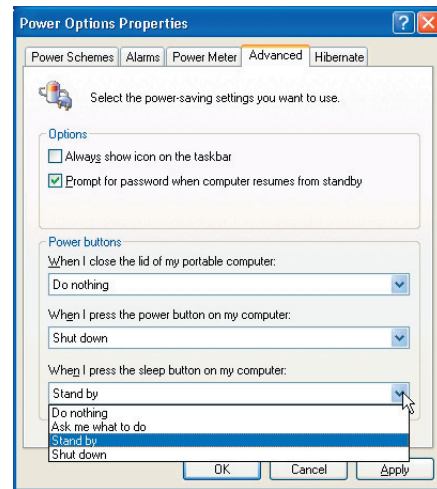 Power Options Properties
Power Schemes Alarms Power Meter Advanced Hibernate
Select the power-saving settings you want to use.
Options
Always show icon on the taskbar
Prompt for password when computer resumes from standby
Power buttons
When I close the lid of my portable computer:
Do nothing
When I press the power button on my computer:
Shut down
When I press the sleep button on my computer:
Stand by
Do nothing
Ask me what to do
Stand by
Shut down
OK Cancel Apply